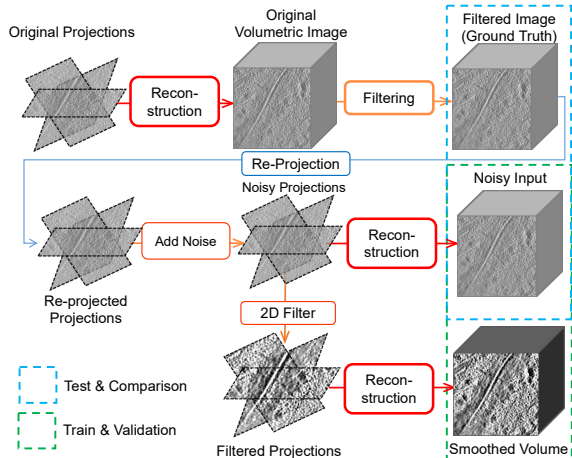 Original Projections
Original
Volumetric Image
Filtered Image
(Ground Truth)
Recon-
struction
Filtering
Re-Projection
Noisy Projections
Noisy Input
Add Noise
Recon-
struction
Re-projected
Projections
2D Filter
Recon-
struction
Test & Comparison
Train & Validation
Filtered Projections
Smoothed Volume